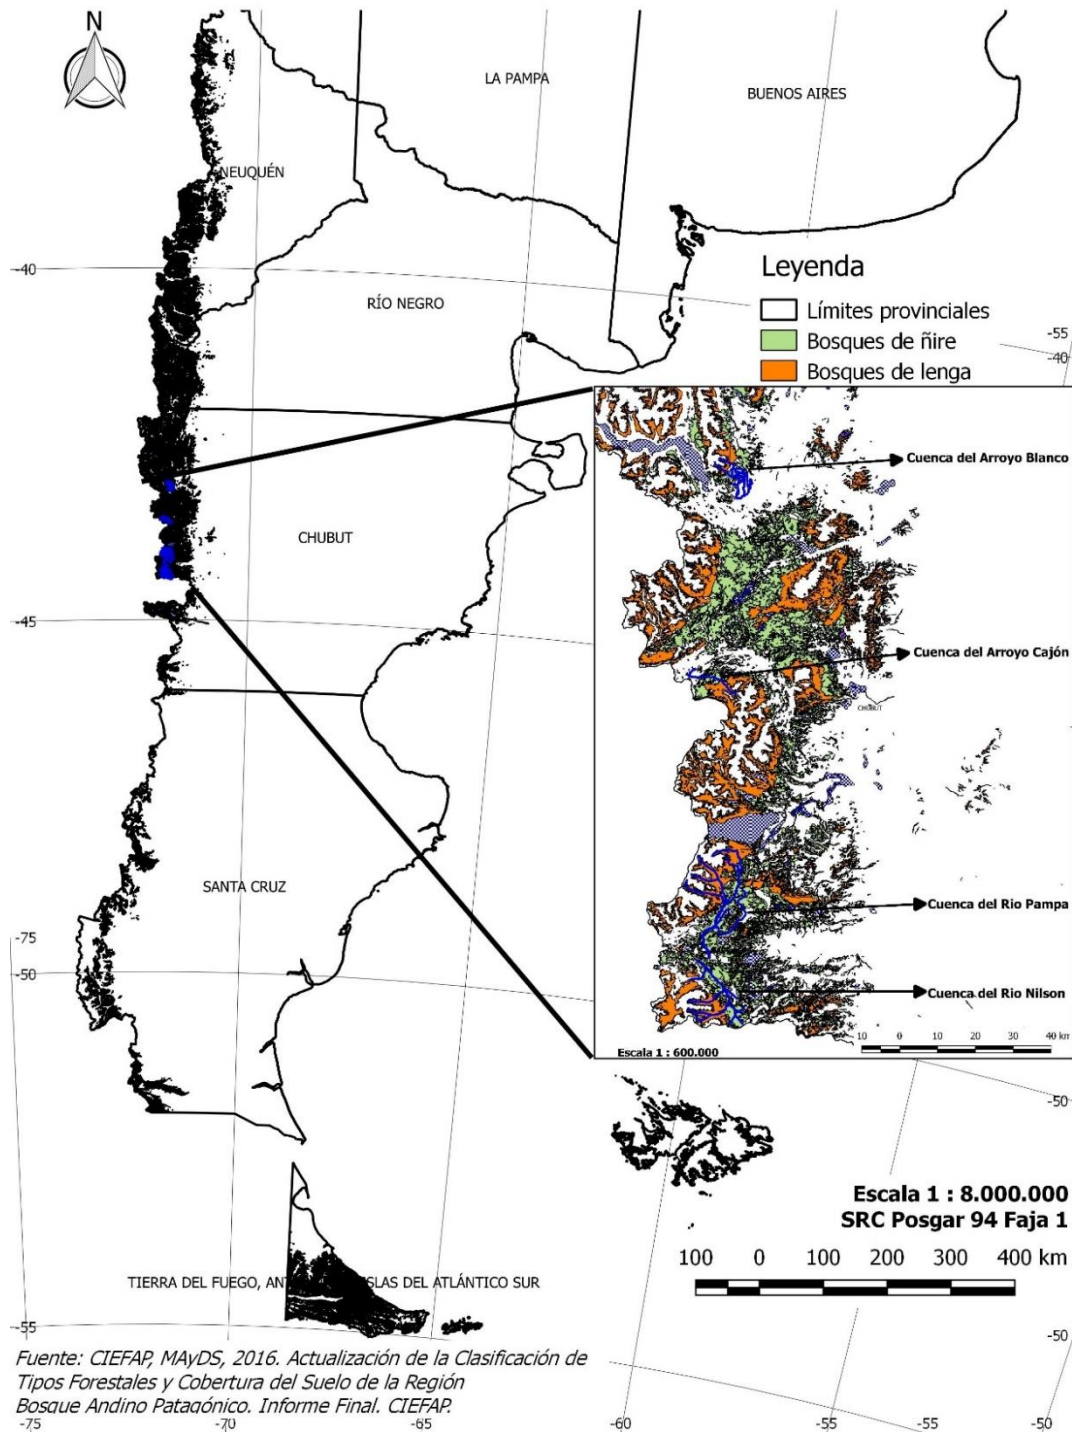 N
LA PAMPA
BUENOS AIRES
NEUQUÉN
-40
RÍO NEGRO
Leyenda
Límites provinciales
Bosques de ñire
Bosques de lenga
-55
-40
Cuenca del Arroyo Blanco
CHUBUT
-45
Cuenca del Arroyo Cajón
CHUBUT
SANTA CRUZ
Cuenca del Rio Pampa
-75
-50
Cuenca del Rio Nilson
10 0 10 20 30 40 km
Escala 1 : 600.000
-50
Escala 1 : 8.000.000
SRC Posgar 94 Faja 1
100 0 100 200 300 400 km
TIERRA DEL FUEGO, ISLAS DEL ATLÁNTICO SUR
-55
-50
Fuente: CIEFAP, MAyDS, 2016. Actualización de la Clasificación de
Tipos Forestales y Cobertura del Suelo de la Región
Bosque Andino Patagónico. Informe Final. CIEFAP.
-75 -70 -65 -60 -55 -55 -50